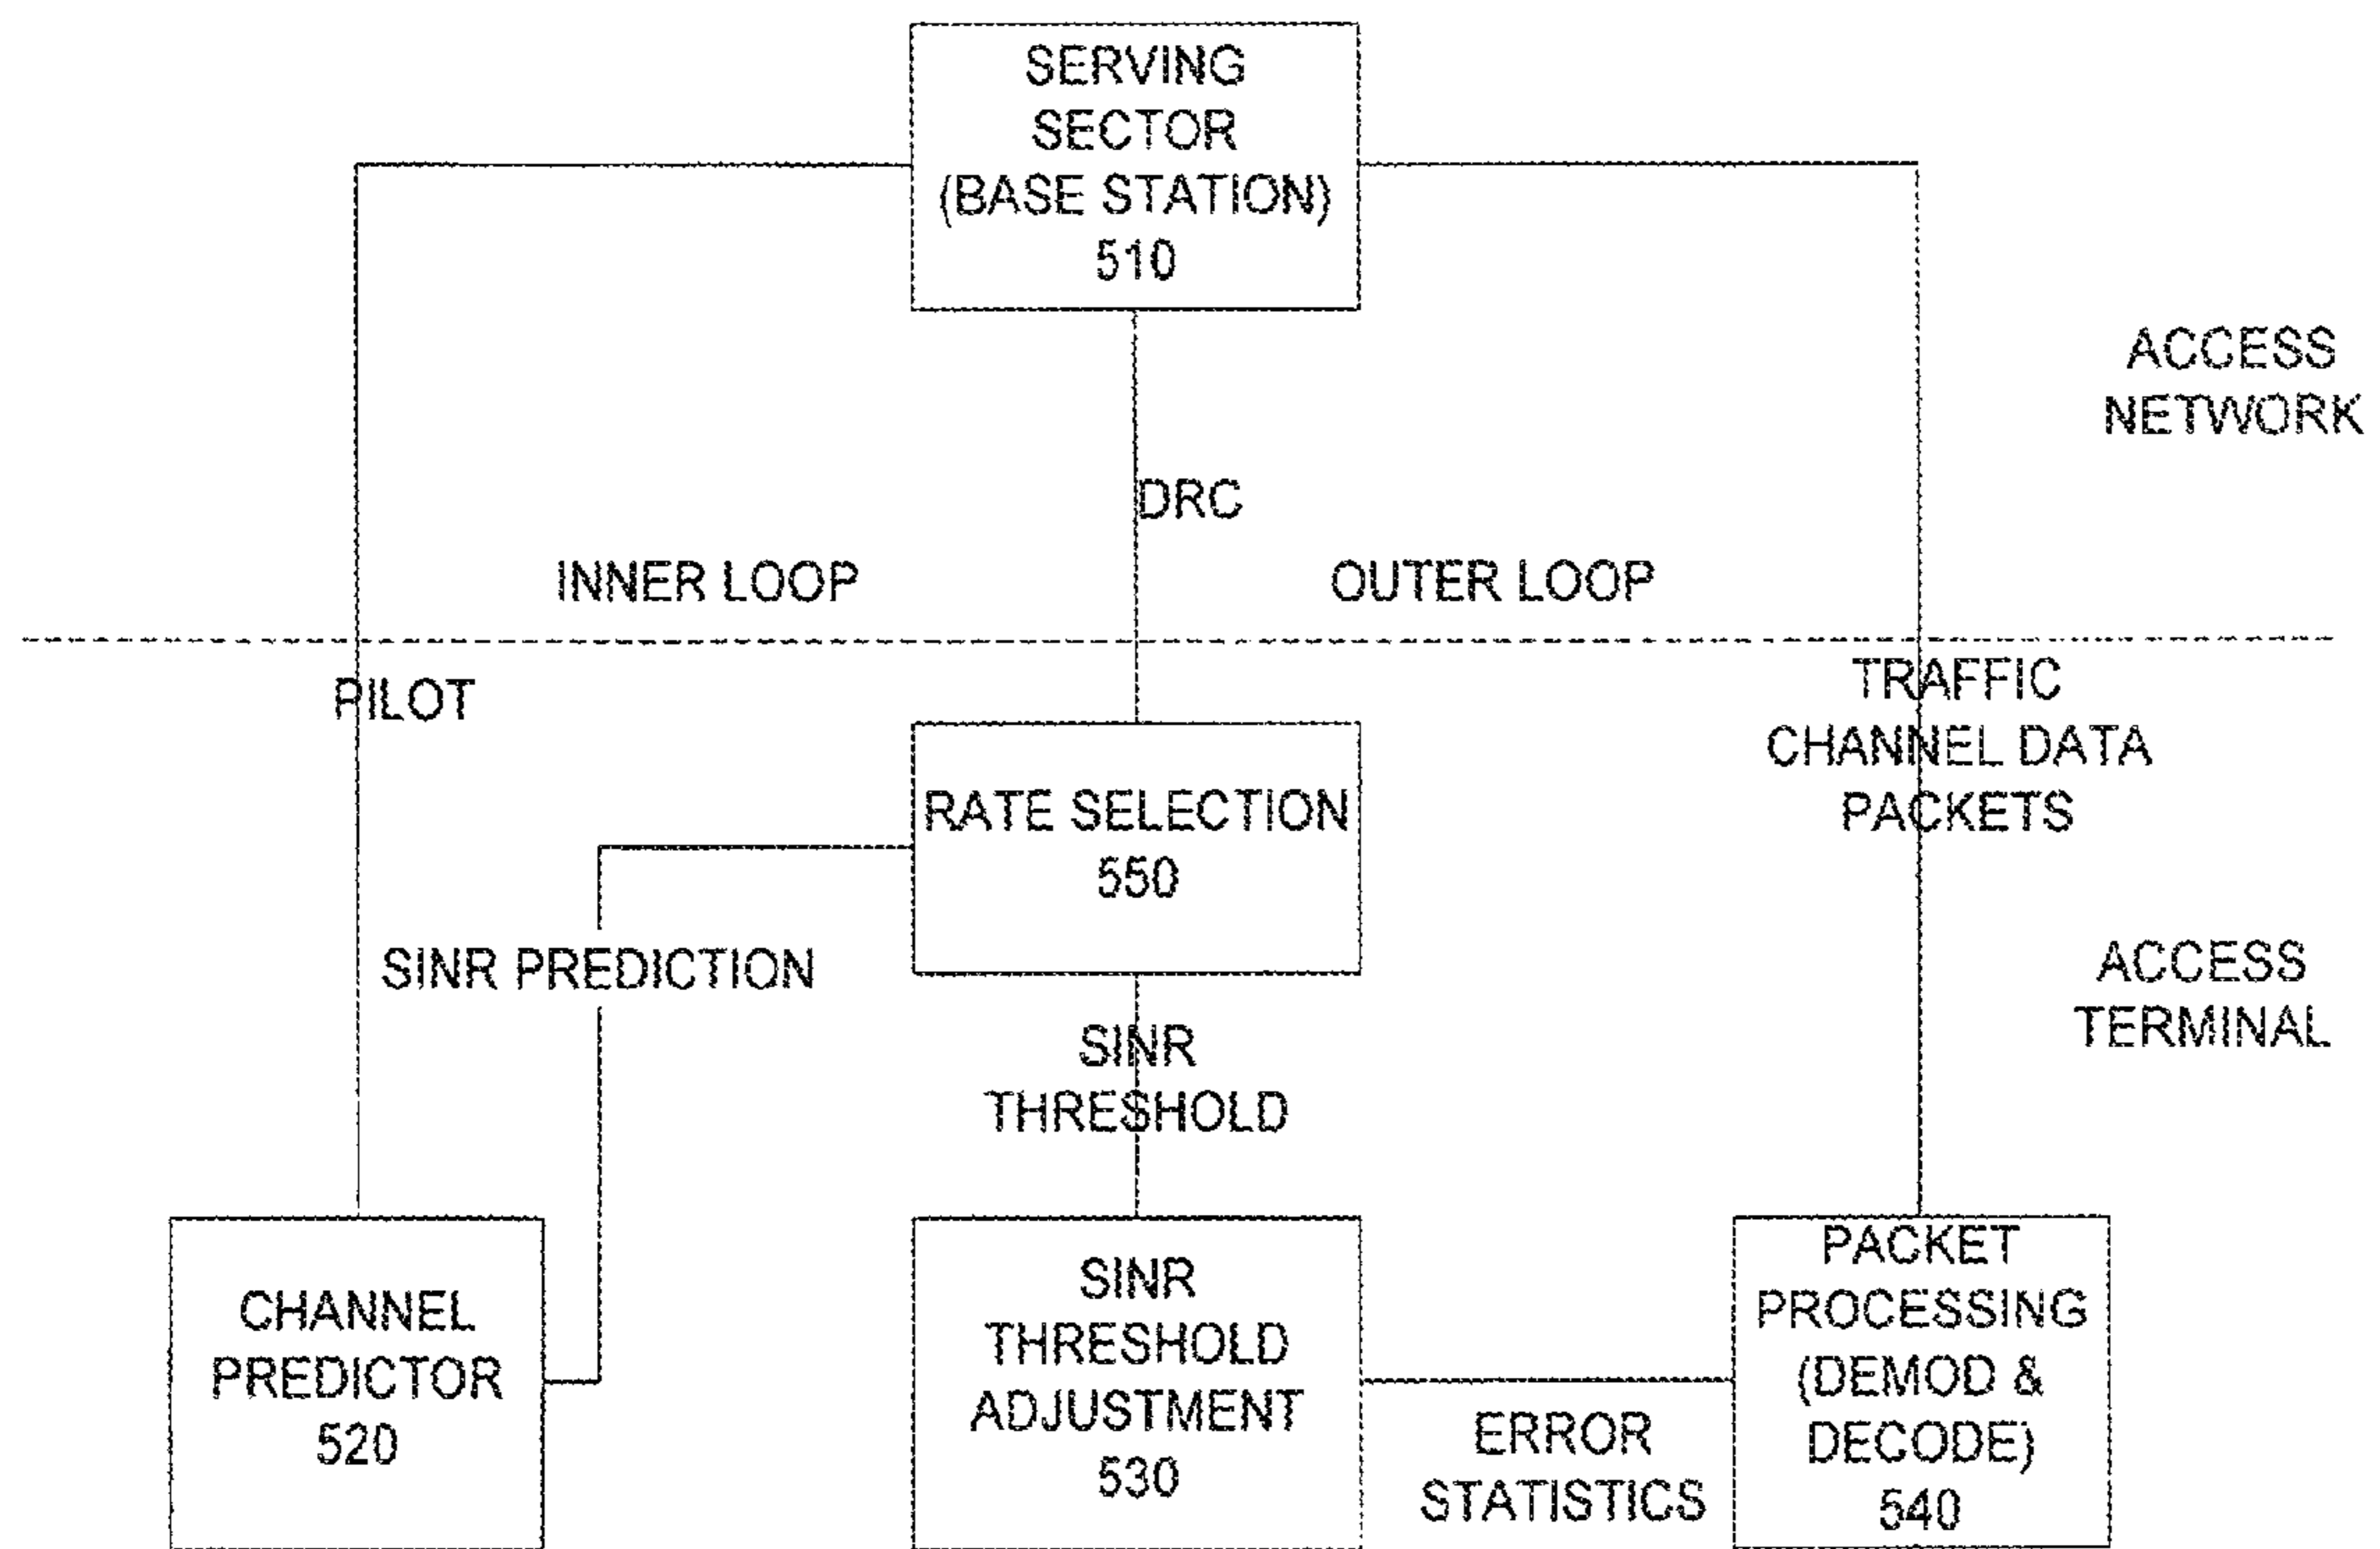 SERVING
SECTOR
(BASE STATION)
510
ACCESS
NETWORK
DRC
INNER LOOP
OUTER LOOP
PILOT
TRAFFIC
CHANNEL DATA
PACKETS
RATE SELECTION
550
SINR PREDICTION
ACCESS
TERMINAL
SINR
THRESHOLD
CHANNEL
PREDICTOR
520
SINR
THRESHOLD
ADJUSTMENT
530
ERROR
STATISTICS
PACKET
PROCESSING
(DEMOD &
DECODE)
540